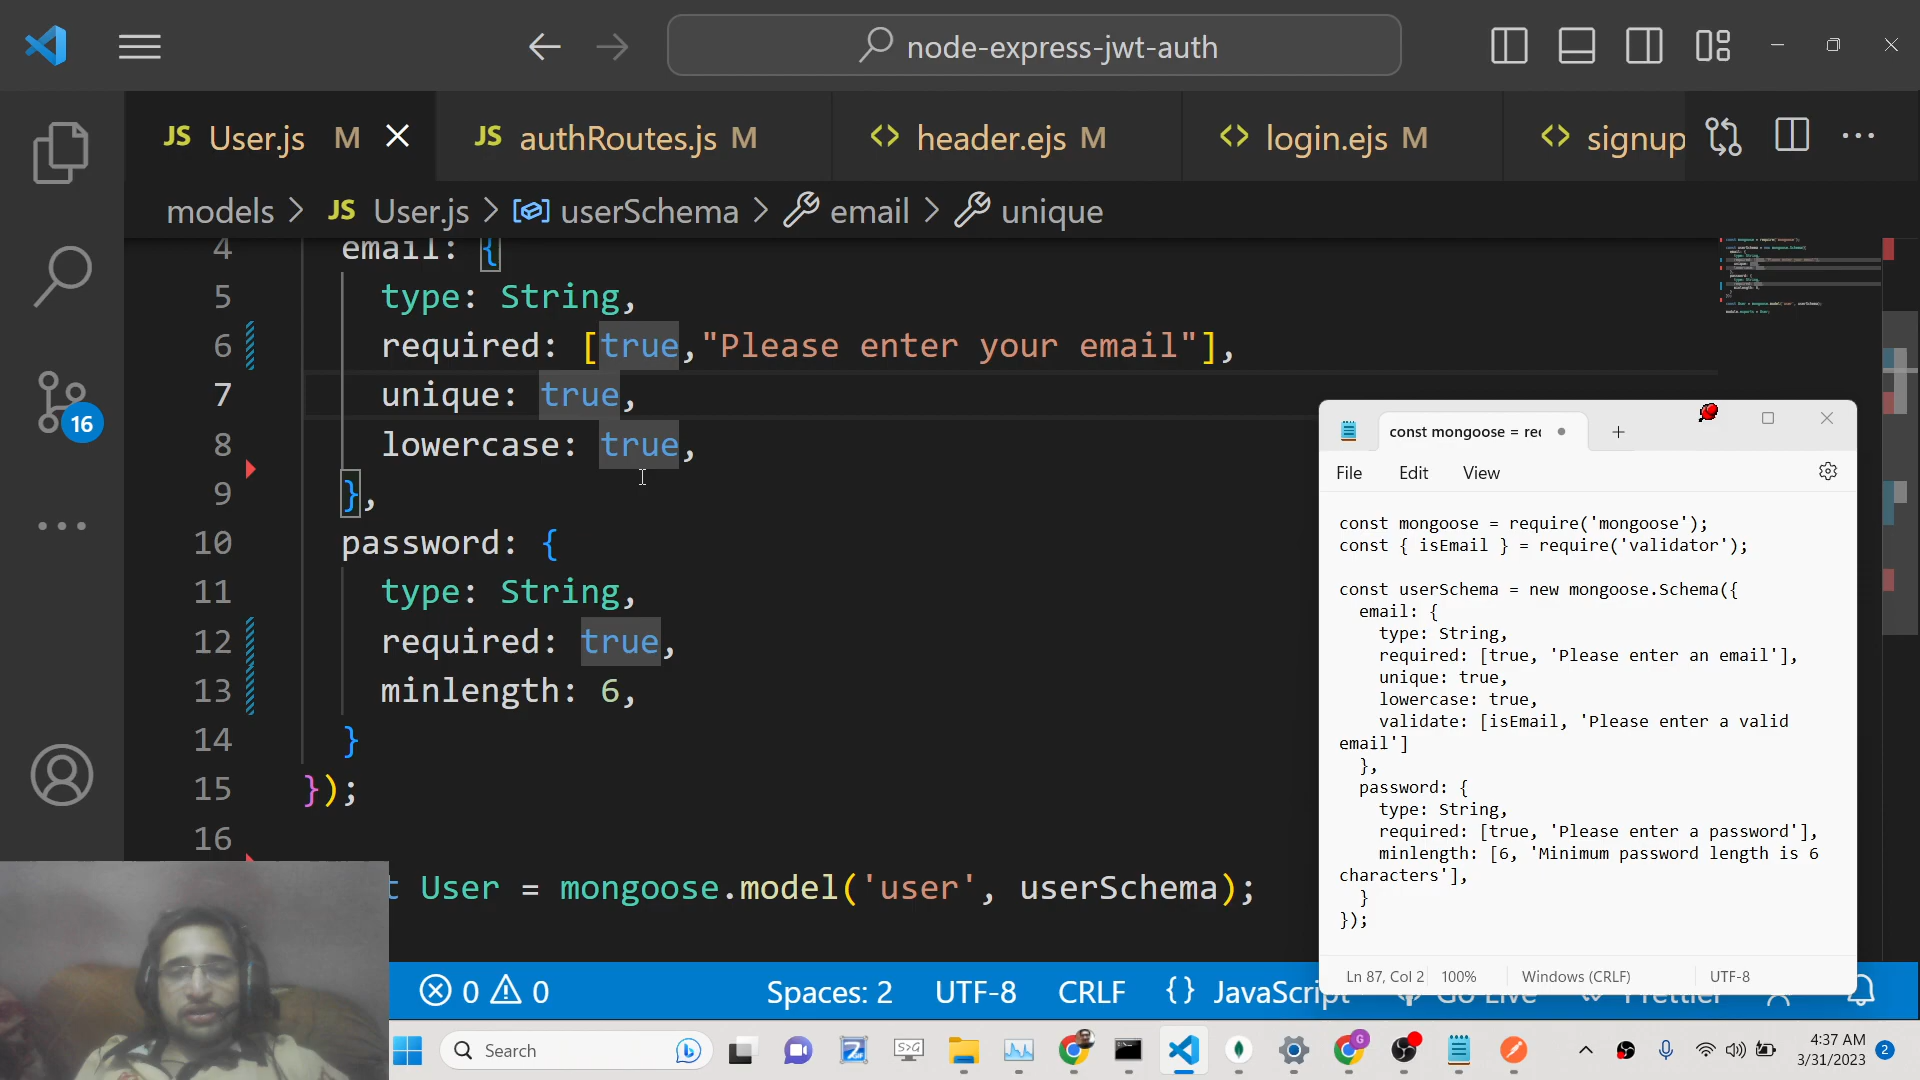 node-express-jwt-auth
JS User.js M
JS authRoutes.js M
<> header.ejs M
<> login.ejs M
<> signup
models > JS User.js > userSchema > email > unique
4 email: {
5 type: String,
6 required: [true,"Please enter your email"],
7 unique: true,
8 lowercase: true,
9 },
10 password: {
11 type: String,
12 required: true,
13 minlength: 6,
14 }
15 });
16
t User = mongoose.model('user', userSchema);
16
const mongoose = rec
File Edit View
const mongoose = require('mongoose');
const { isEmail } = require('validator');
const userSchema = new mongoose.Schema({
email: {
type: String,
required: [true, 'Please enter an email'],
unique: true,
lowercase: true,
validate: [isEmail, 'Please enter a valid
email']
},
password: {
type: String,
required: [true, 'Please enter a password'],
minlength: [6, 'Minimum password length is 6
characters'],
}
});
Ln 87, Col 2 100% Windows (CRLF) UTF-8
0 0 Spaces: 2 UTF-8 CRLF {} JavaScript Go Live Prettier
Search
4:37 AM
3/31/2023
2